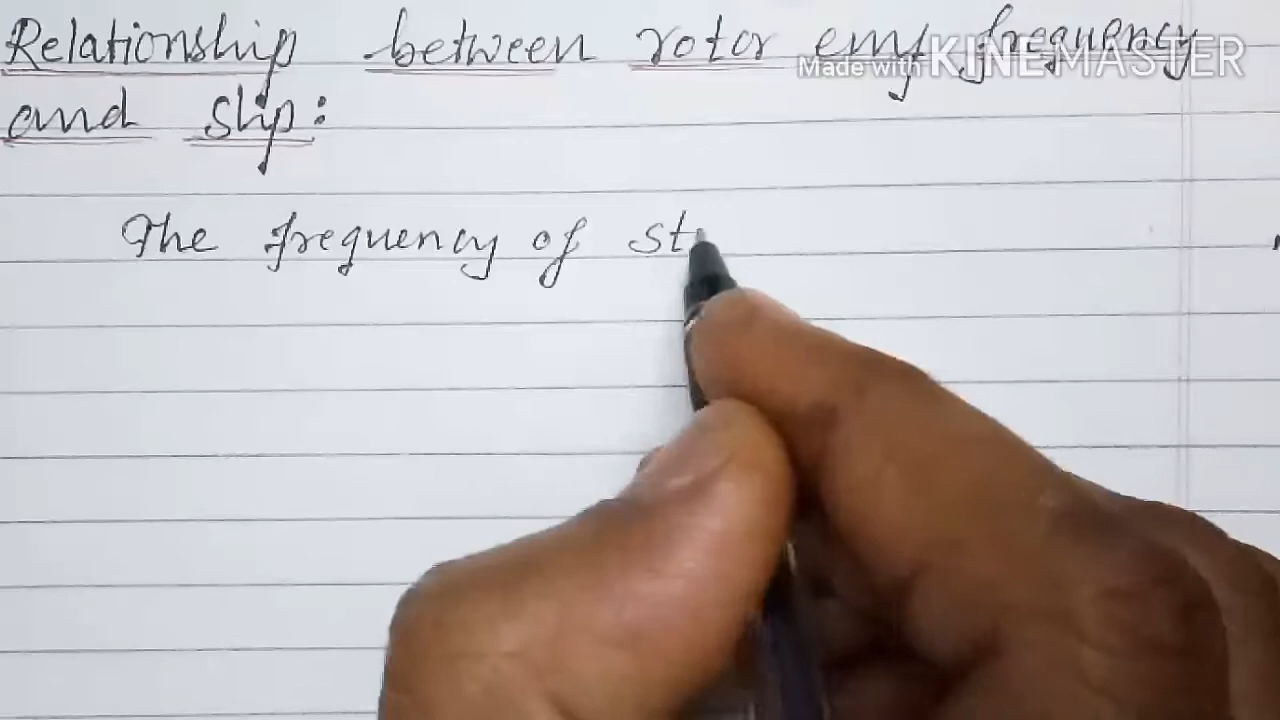 Relationship between rotor emf frequency
Made with KINEMASTER
and slip:
The frequency of st